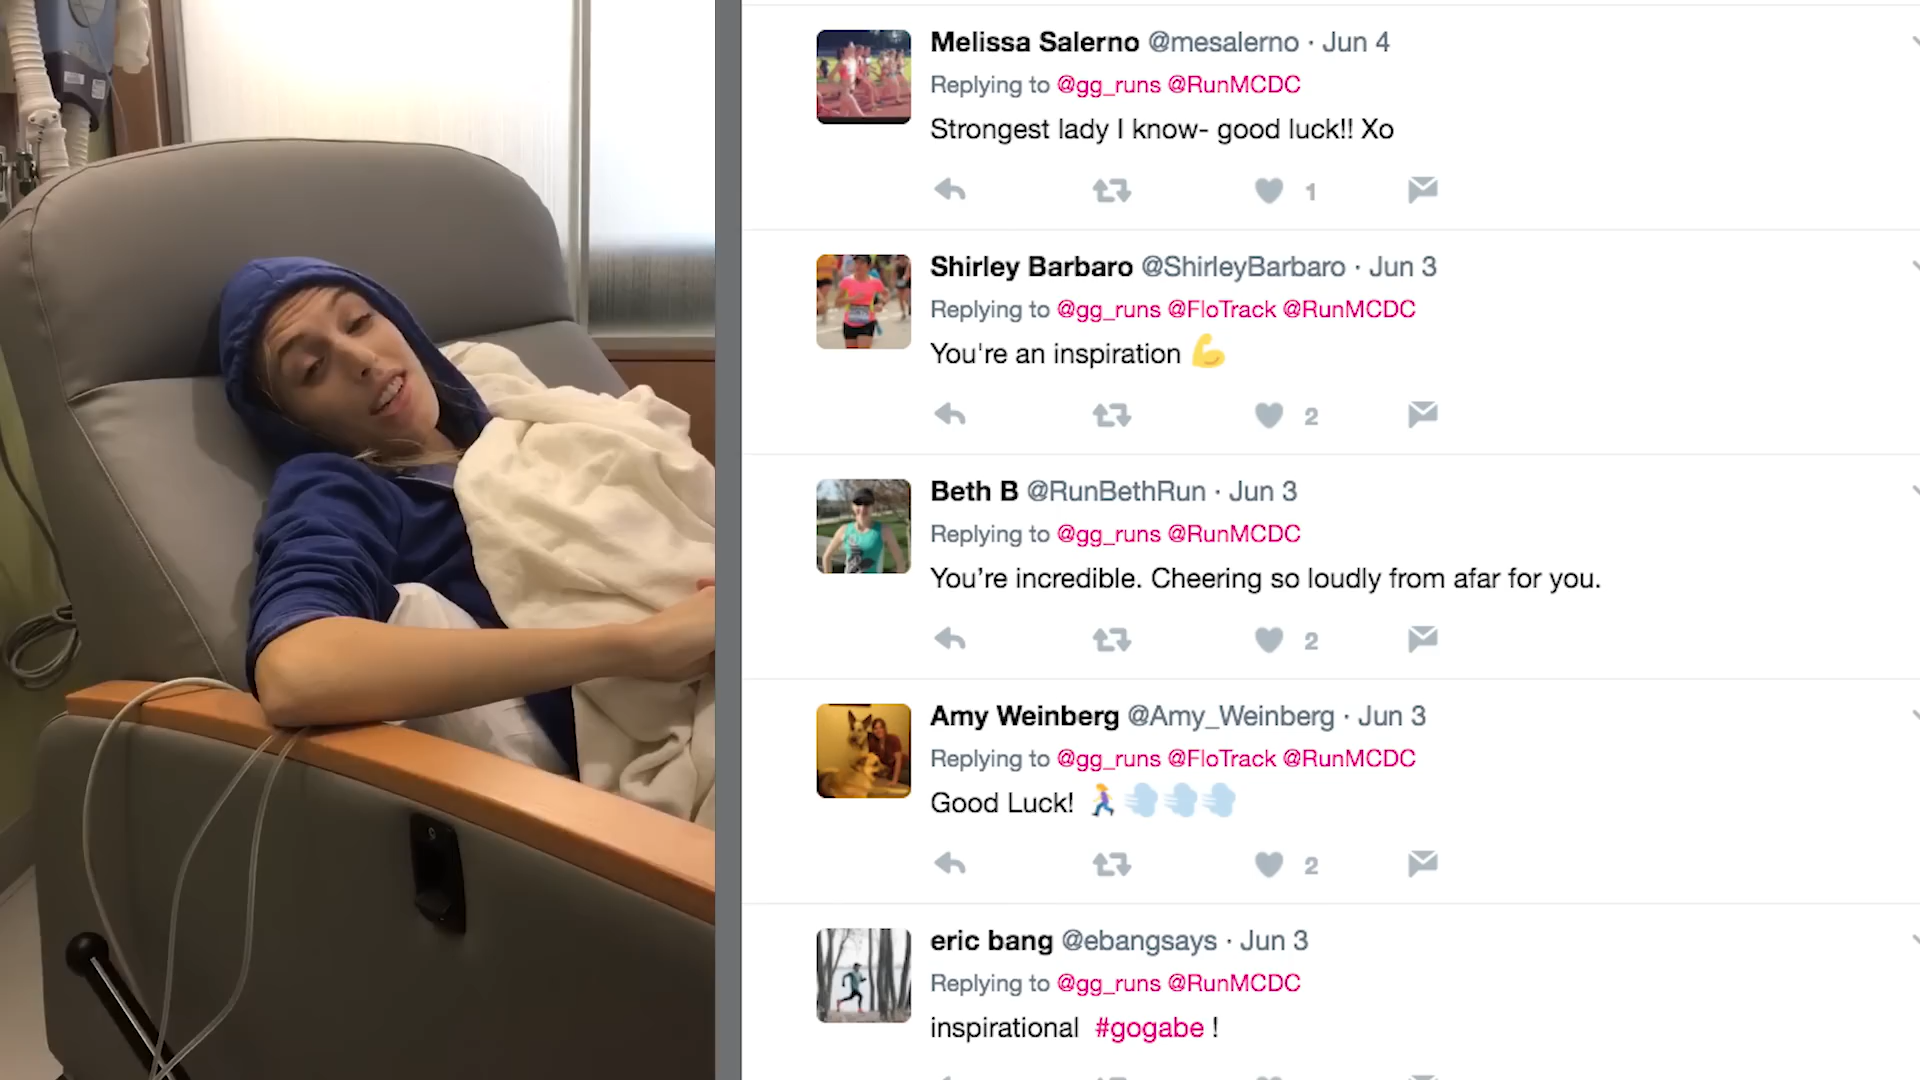 Melissa Salerno @mesalerno · Jun 4
Replying to @gg_runs @RunMCDC
Strongest lady I know- good luck!! Xo
1
Shirley Barbaro @ShirleyBarbaro · Jun 3
Replying to @gg_runs @FloTrack @RunMCDC
You're an inspiration 💪
2
Beth B @RunBethRun · Jun 3
Replying to @gg_runs @RunMCDC
You’re incredible. Cheering so loudly from afar for you.
2
Amy Weinberg @Amy_Weinberg · Jun 3
Replying to @gg_runs @FloTrack @RunMCDC
Good Luck! 🏃‍♀️💨💨💨
2
eric bang @ebangsays · Jun 3
Replying to @gg_runs @RunMCDC
inspirational #gogabe !